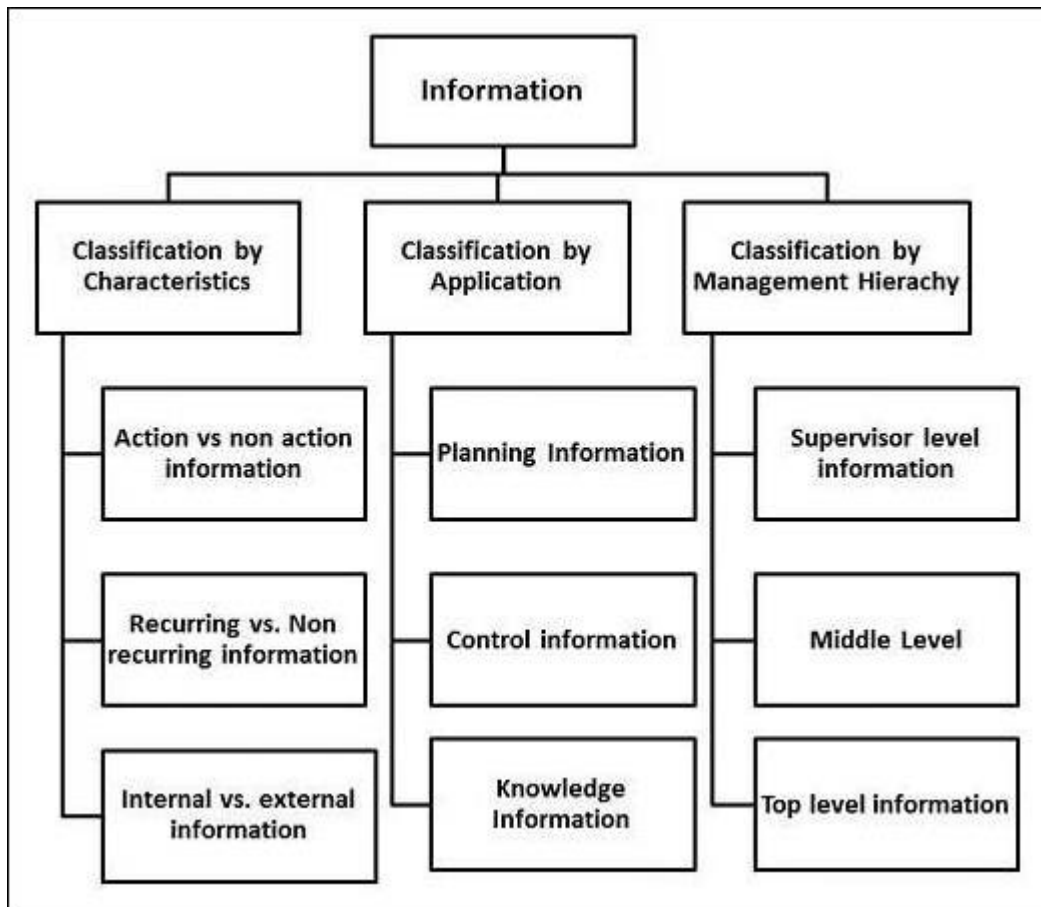 Information
Classification by
Characteristics
Classification by
Application
Classification by
Management Hierachy
Action vs non action
information
Planning Information
Supervisor level
information
Recurring vs. Non
recurring information
Control information
Middle Level
Internal vs. external
information
Knowledge
Information
Top level information